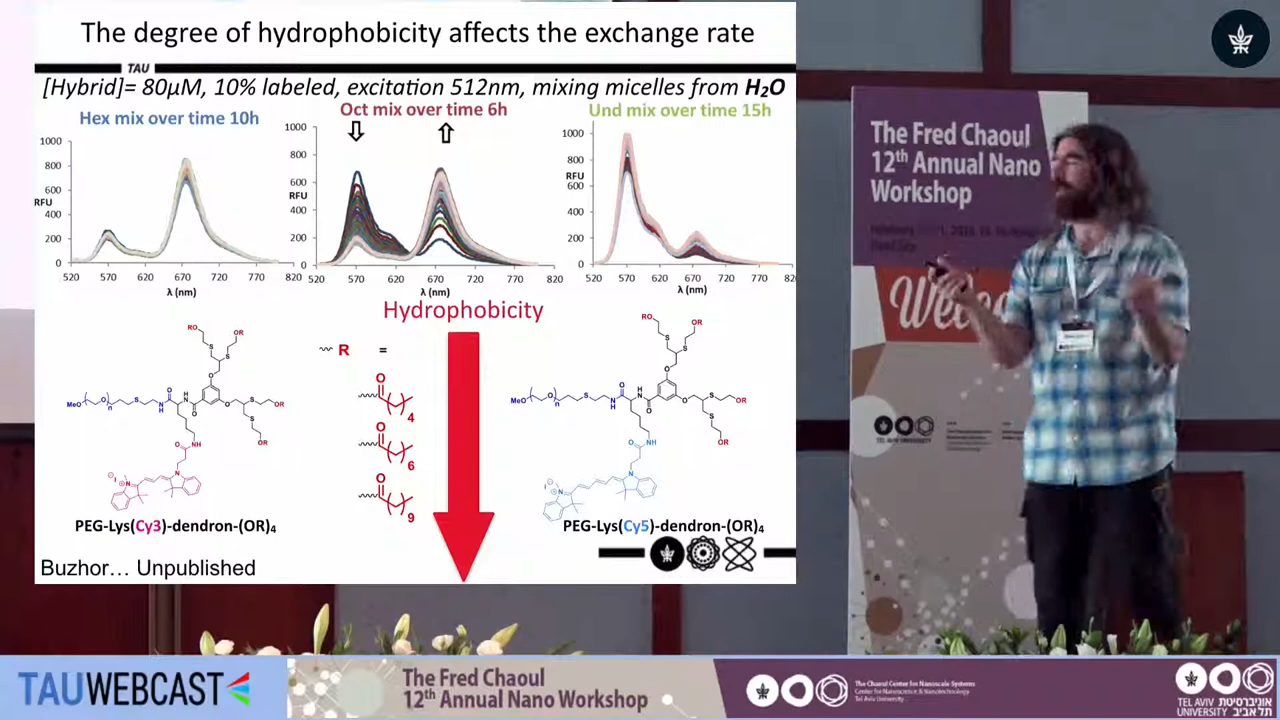 The degree of hydrophobicity affects the exchange rate
TAU
[Hybrid]= 80μM, 10% labeled, excitation 512nm, mixing micelles from H₂O
Hex mix over time 10h
Oct mix over time 6h
Und mix over time 15h
1000
800
600
RFU
400
200
0
520 570 620 670 720 770 820
λ (nm)
1000
800
600
RFU
400
200
0
520 570 620 670 720 770 820
λ (nm)
1000
800
RFU
600
400
200
0
520 570 620 670 720 770 82
λ (nm)
Hydrophobicity
R =
O
4
O
6
O
9
RO
OR
S
S
O
MeO
O
n
S
N
H
O
H
N
O
O
S
S
OR
OR
O
NH
N
N
I
PEG-Lys(Cy3)-dendron-(OR)₄
RO
OR
S
S
O
MeO
O
n
S
N
H
O
H
N
O
O
S
S
OR
OR
O
NH
N
N
I
PEG-Lys(Cy5)-dendron-(OR)₄
Buzhor... Unpublished
The Fred Chaoul
12th Annual Nano
Workshop
Welco
TEL AVIV UNIVERSITY
TAUWEBCAST
The Fred Chaoul
12th Annual Nano Workshop
The Chaoul Center for Nanoscale Systems
Center for Nanoscience & Nanotechnology
Tel Aviv University
TEL AVIV אוניברסיטת
UNIVERSITY תל אביב